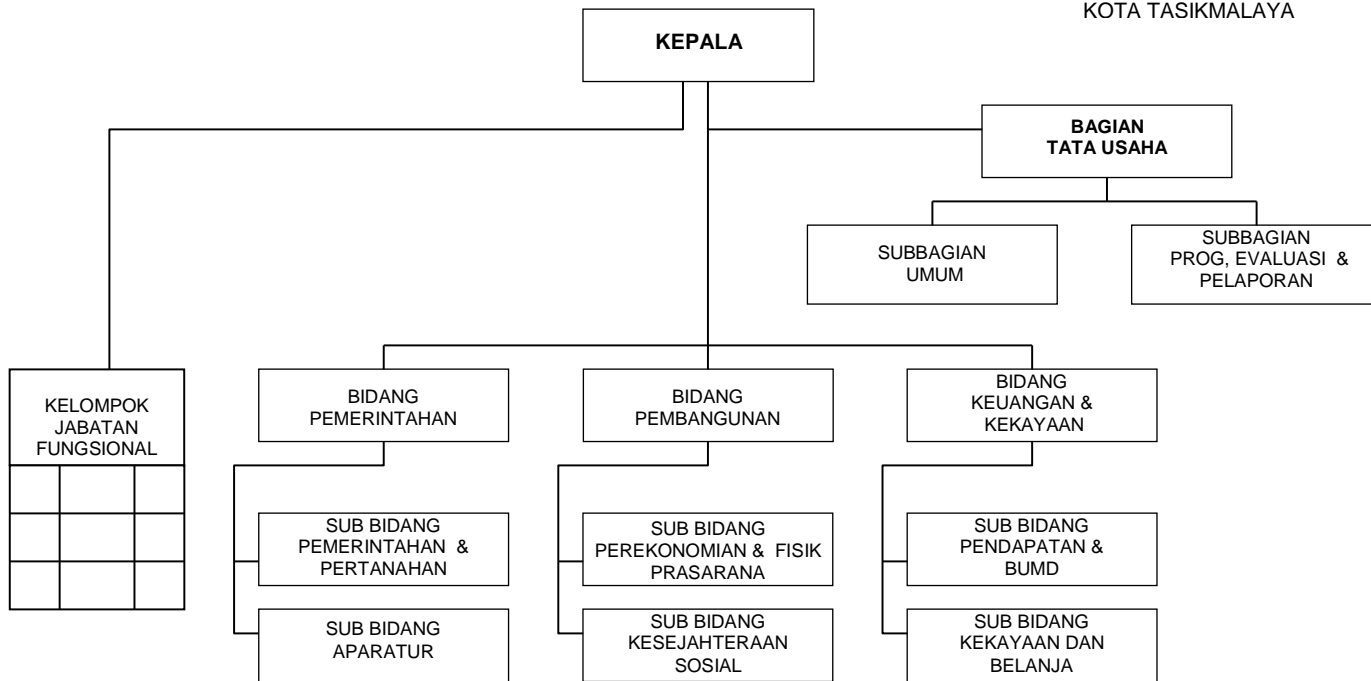 KOTA TASIKMALAYA
KEPALA
BAGIAN
TATA USAHA
SUBBAGIAN
UMUM
SUBBAGIAN
PROG, EVALUASI &
PELAPORAN
KELOMPOK
JABATAN
FUNGSIONAL
BIDANG
PEMERINTAHAN
BIDANG
PEMBANGUNAN
BIDANG
KEUANGAN &
KEKAYAAN
SUB BIDANG
PEMERINTAHAN &
PERTANAHAN
SUB BIDANG
PEREKONOMIAN & FISIK
PRASARANA
SUB BIDANG
PENDAPATAN &
BUMD
SUB BIDANG
APARATUR
SUB BIDANG
KESEJAHTERAAN
SOSIAL
SUB BIDANG
KEKAYAAN DAN
BELANJA